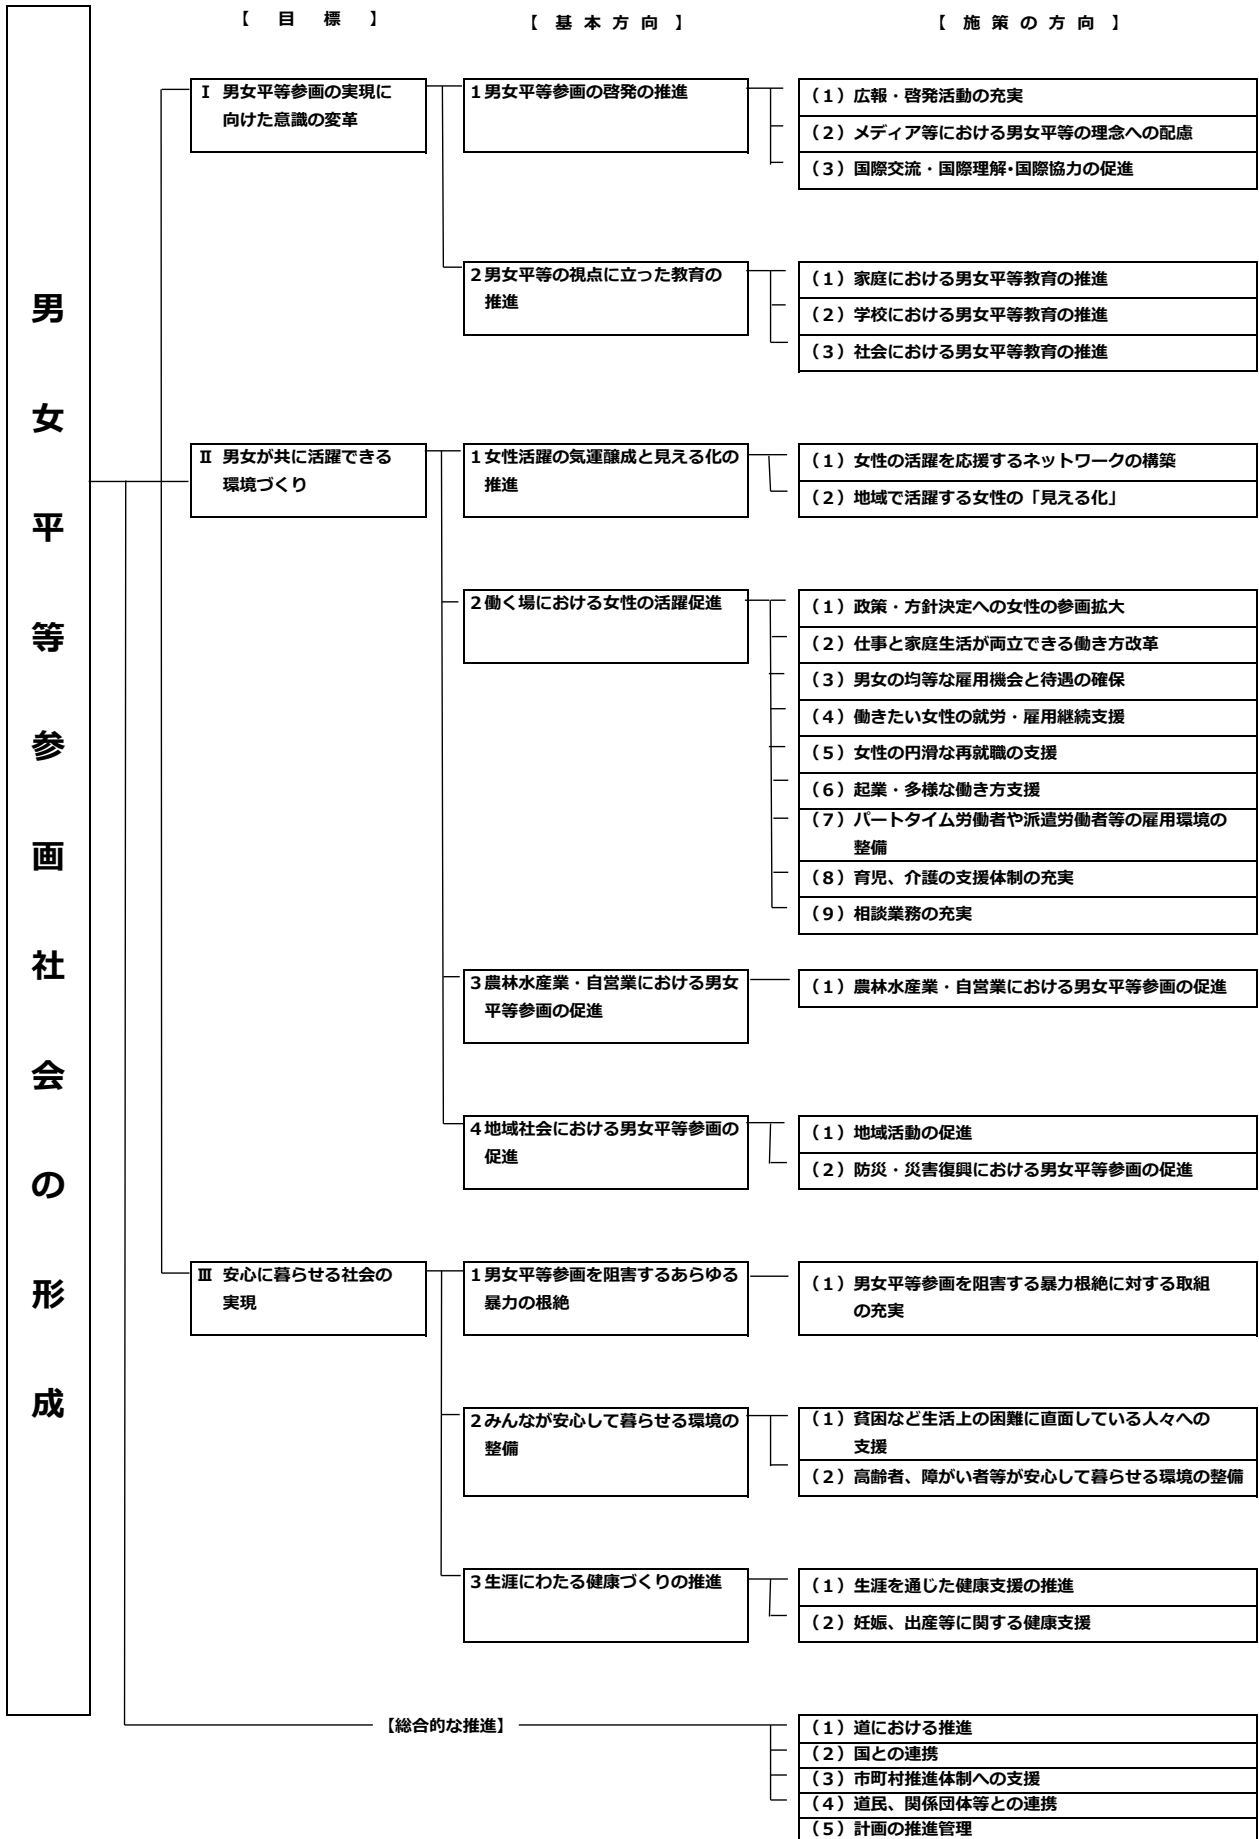 【 目 標 】
【 基 本 方 向 】
【 施 策 の 方 向 】
男女平等参画社会の形成
Ⅰ 男女平等参画の実現に
向けた意識の変革
1男女平等参画の啓発の推進
（1）広報・啓発活動の充実
（2）メディア等における男女平等の理念への配慮
（3）国際交流・国際理解･国際協力の促進
2男女平等の視点に立った教育の
推進
（1）家庭における男女平等教育の推進
（2）学校における男女平等教育の推進
（3）社会における男女平等教育の推進
Ⅱ 男女が共に活躍できる
環境づくり
1女性活躍の気運醸成と見える化の
推進
（1）女性の活躍を応援するネットワークの構築
（2）地域で活躍する女性の「見える化」
2働く場における女性の活躍促進
（1）政策・方針決定への女性の参画拡大
（2）仕事と家庭生活が両立できる働き方改革
（3）男女の均等な雇用機会と待遇の確保
（4）働きたい女性の就労・雇用継続支援
（5）女性の円滑な再就職の支援
（6）起業・多様な働き方支援
（7）パートタイム労働者や派遣労働者等の雇用環境の
整備
（8）育児、介護の支援体制の充実
（9）相談業務の充実
3農林水産業・自営業における男女
平等参画の促進
（1）農林水産業・自営業における男女平等参画の促進
4地域社会における男女平等参画の
促進
（1）地域活動の促進
（2）防災・災害復興における男女平等参画の促進
Ⅲ 安心に暮らせる社会の
実現
1男女平等参画を阻害するあらゆる
暴力の根絶
（1）男女平等参画を阻害する暴力根絶に対する取組
の充実
2みんなが安心して暮らせる環境の
整備
（1）貧困など生活上の困難に直面している人々への
支援
（2）高齢者、障がい者等が安心して暮らせる環境の整備
3生涯にわたる健康づくりの推進
（1）生涯を通じた健康支援の推進
（2）妊娠、出産等に関する健康支援
【総合的な推進】
（1）道における推進
（2）国との連携
（3）市町村推進体制への支援
（4）道民、関係団体等との連携
（5）計画の推進管理